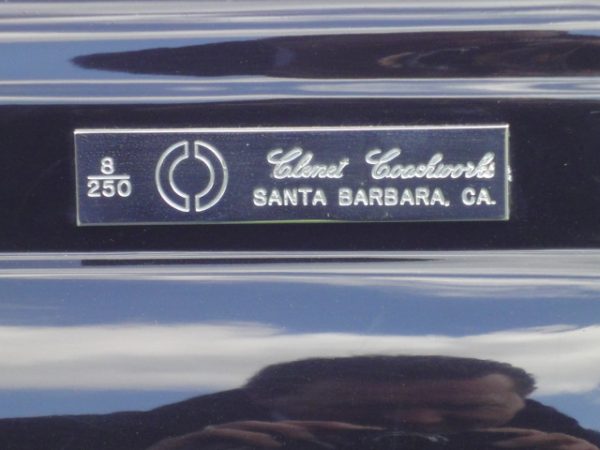 8/250
Clenet Coachworks
SANTA BARBARA, CA.